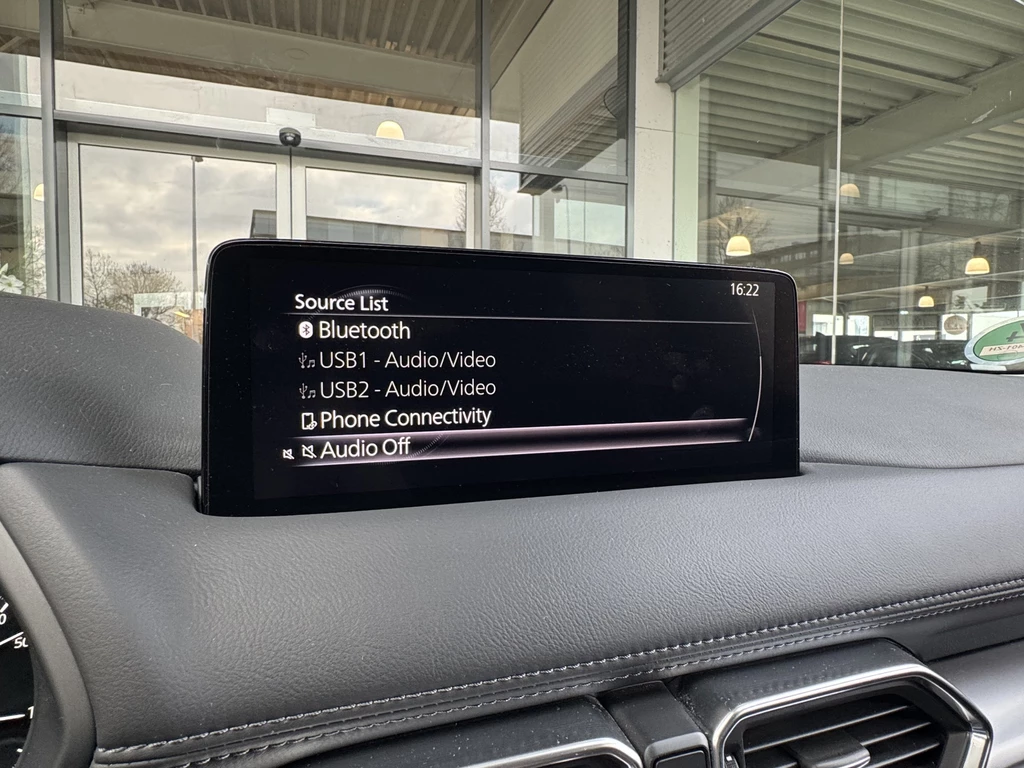 16:22
Source List
Bluetooth
USB1 - Audio/Video
USB2 - Audio/Video
Phone Connectivity
Audio Off